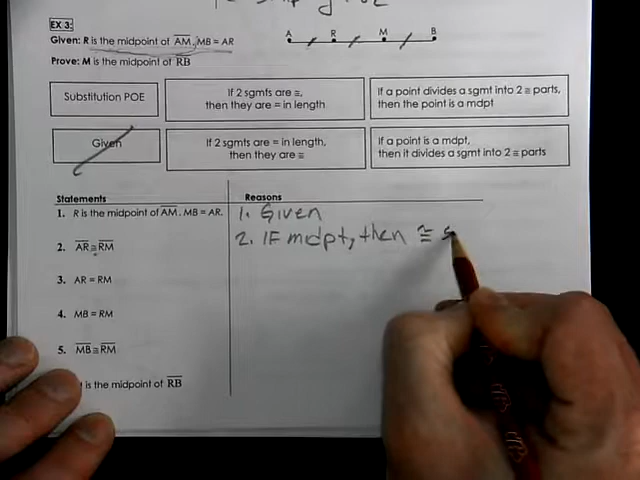 EX 3:
Given: R is the midpoint of AM, MB = AR
A R M B
Prove: M is the midpoint of RB
Substitution POE
If 2 sgmts are ≅,
then they are = in length
If a point divides a sgmt into 2 ≅ parts,
then the point is a mdpt
Given
If 2 sgmts are = in length,
then they are ≅
If a point is a mdpt,
then it divides a sgmt into 2 ≅ parts
Statements
Reasons
1. R is the midpoint of AM. MB = AR.
1. Given
2. AR ≅ RM
2. IF mdpt, then ≅ s
3. AR = RM
4. MB = RM
5. MB ≅ RM
is the midpoint of RB